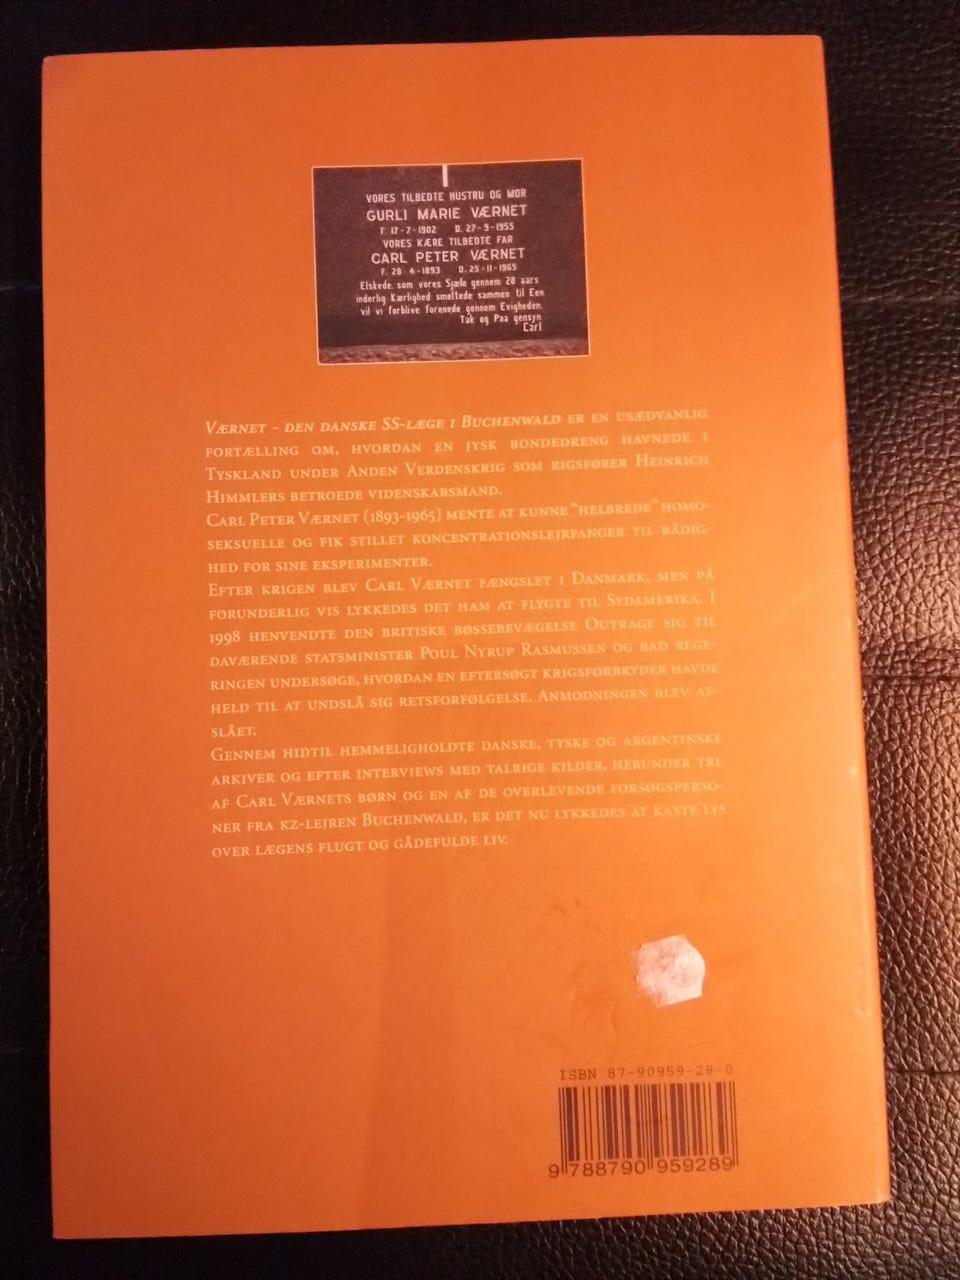 VORES TILBEDTE HUSTRU OG MOR
GURLI MARIE VÆRNET
F. 17-7-1902 D. 27-9-1955
VORES KÆRE TILBEDTE FAR
CARL PETER VÆRNET
F. 28-4-1893 D. 25-11-1965
Elskede, som vores Sjæle gennem 28 aars
inderlig Kærlighed smeltede sammen til Een
vil vi forblive forenede gennem Evigheden.
Tak og Paa gensyn
Carl
VÆRNET - DEN DANSKE SS-LÆGE I BUCHENWALD ER EN USÆDVANLIG
FORTÆLLING OM, HVORDAN EN JYSK BONDEDRENG HAVNEDE I
TYSKLAND UNDER ANDEN VERDENSKRIG SOM RIGSFØRER HEINRICH
HIMMLERS BETROEDE VIDENSKABSMAND.
CARL PETER VÆRNET (1893-1965) MENTE AT KUNNE "HELBREDE" HOMO-
SEKSUELLE OG FIK STILLET KONCENTRATIONSLEJRFANGER TIL RÅDIG-
HED FOR SINE EKSPERIMENTER.
EFTER KRIGEN BLEV CARL VÆRNET FÆNGSLET I DANMARK, MEN PÅ
FORUNDERLIG VIS LYKKEDES DET HAM AT FLYGTE TIL SYDAMERIKA. I
1998 HENVENDTE DEN BRITISKE BØSSEBEVÆGELSE OUTRAGE SIG TIL
DAVÆRENDE STATSMINISTER POUL NYRUP RASMUSSEN OG BAD REGE-
RINGEN UNDERSØGE, HVORDAN EN EFTERSØGT KRIGSFORBRYDER HAVDE
HELD TIL AT UNDSLÅ SIG RETSFORFØLGELSE. ANMODNINGEN BLEV AF-
SLÅET.
GENNEM HIDTIL HEMMELIGHOLDTE DANSKE, TYSKE OG ARGENTINSKE
ARKIVER OG EFTER INTERVIEWS MED TALRIGE KILDER, HERUNDER TRE
AF CARL VÆRNETS BØRN OG EN AF DE OVERLEVENDE FORSØGSPERSO-
NER FRA KZ-LEJREN BUCHENWALD, ER DET NU LYKKEDES AT KASTE LYS
OVER LÆGENS FLUGT OG GÅDEFULDE LIV.
ISBN 87-90959-28-0
9 788790 959289